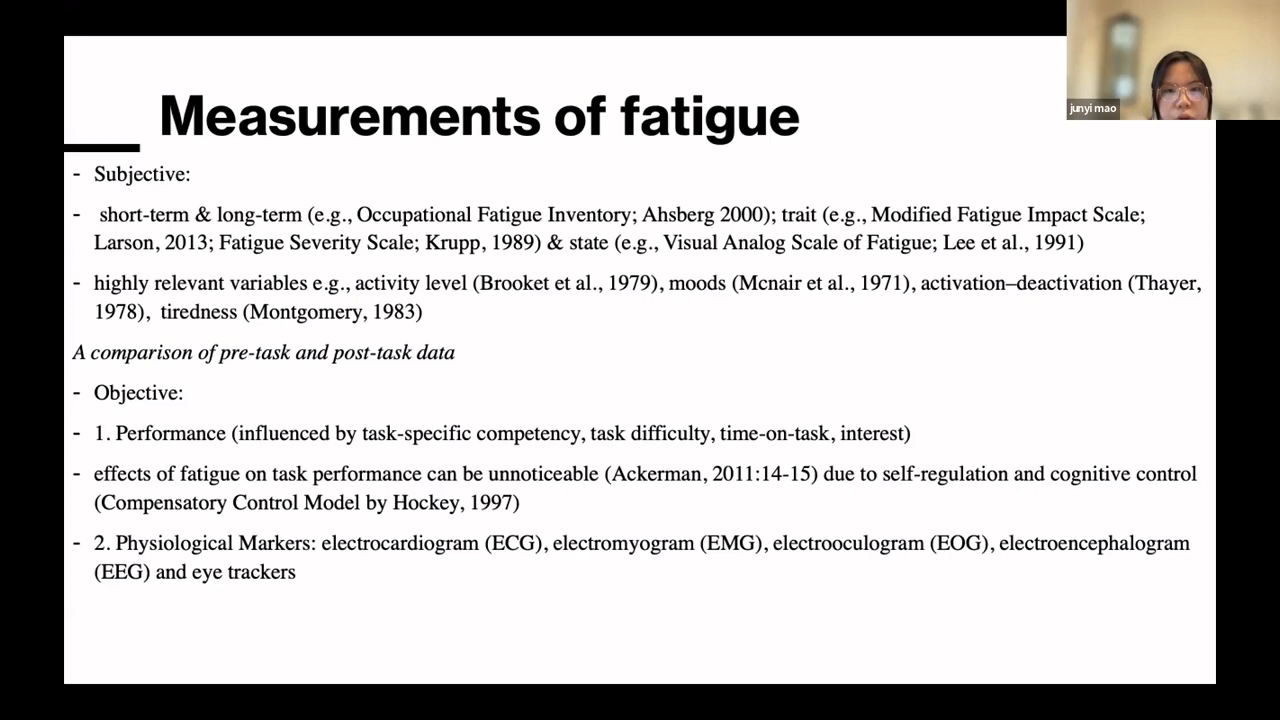 Measurements of fatigue
junyi mao
- Subjective:
- short-term & long-term (e.g., Occupational Fatigue Inventory; Ahsberg 2000); trait (e.g., Modified Fatigue Impact Scale;
Larson, 2013; Fatigue Severity Scale; Krupp, 1989) & state (e.g., Visual Analog Scale of Fatigue; Lee et al., 1991)
- highly relevant variables e.g., activity level (Brooket et al., 1979), moods (Mcnair et al., 1971), activation–deactivation (Thayer,
1978), tiredness (Montgomery, 1983)
A comparison of pre-task and post-task data
- Objective:
- 1. Performance (influenced by task-specific competency, task difficulty, time-on-task, interest)
- effects of fatigue on task performance can be unnoticeable (Ackerman, 2011:14-15) due to self-regulation and cognitive control
(Compensatory Control Model by Hockey, 1997)
- 2. Physiological Markers: electrocardiogram (ECG), electromyogram (EMG), electrooculogram (EOG), electroencephalogram
(EEG) and eye trackers